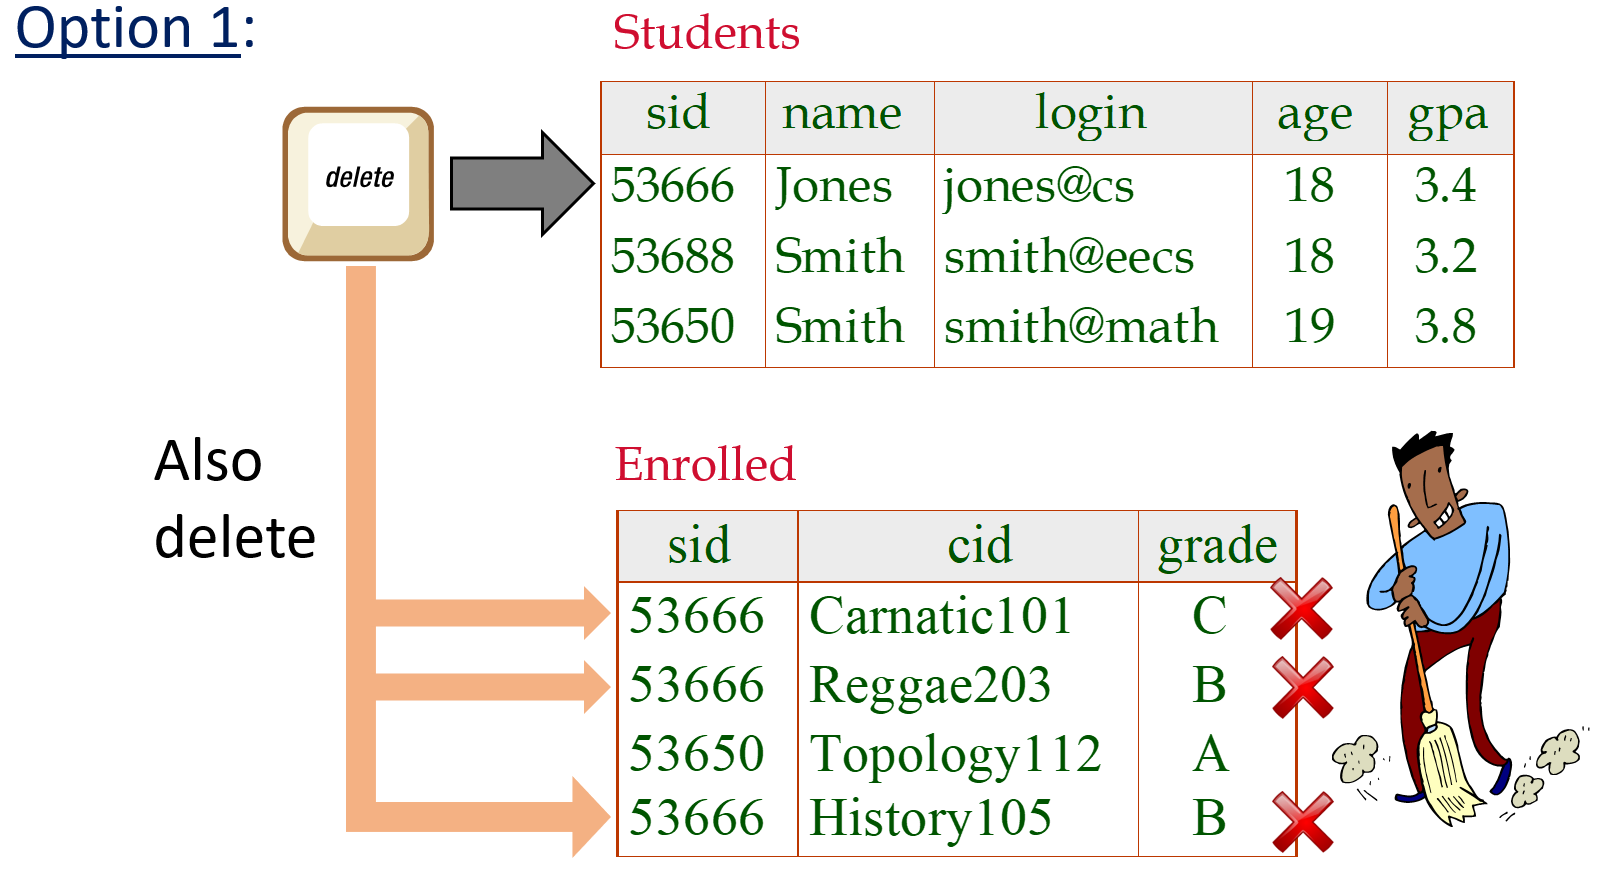 Option 1:
Students
delete
sid name login age gpa
53666 Jones jones@cs 18 3.4
53688 Smith smith@eecs 18 3.2
53650 Smith smith@math 19 3.8
Also
delete
Enrolled
sid cid grade
53666 Carnatic101 C
53666 Reggae203 B
53650 Topology112 A
53666 History105 B